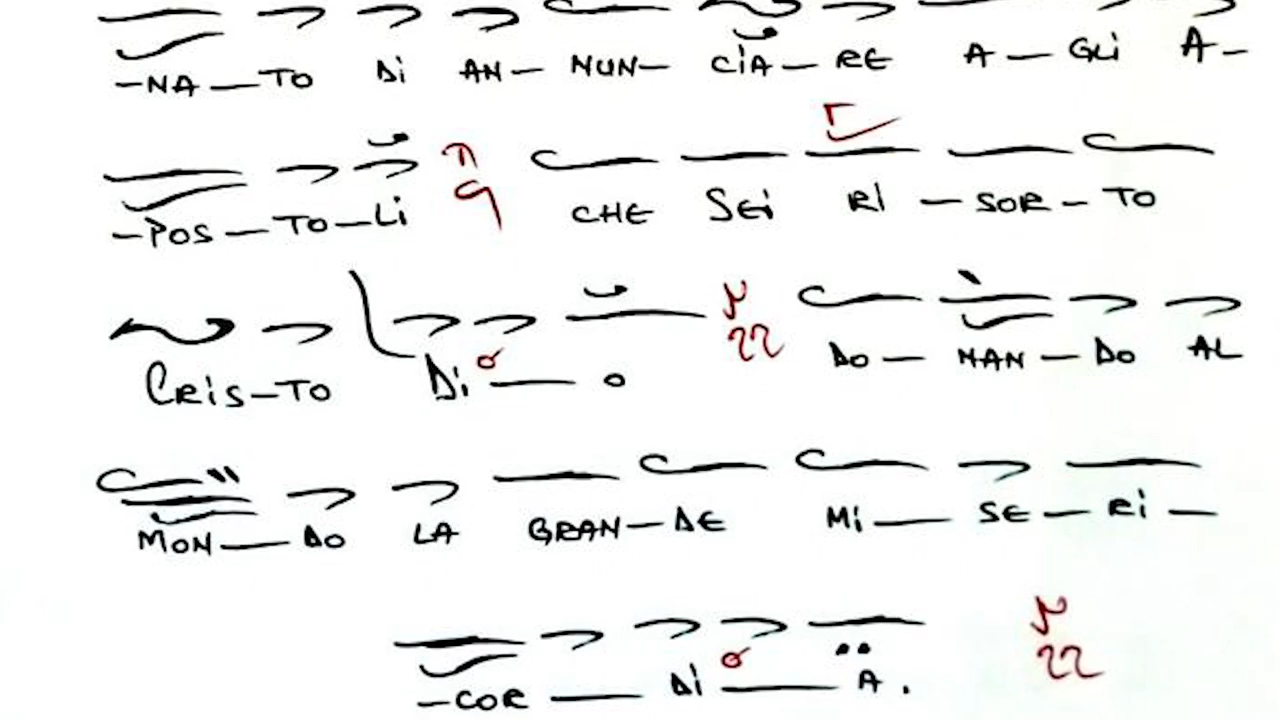 -NA-TO Di AN-NUN-CiA-RE A-GLi A-
-POS-TO-Li CHE SEi Ri-SOR-TO
CRiS-TO Di-O DO-NAN-DO AL
MON-DO LA GRAN-DE Mi-SE-Ri-
-COR-Di-A.